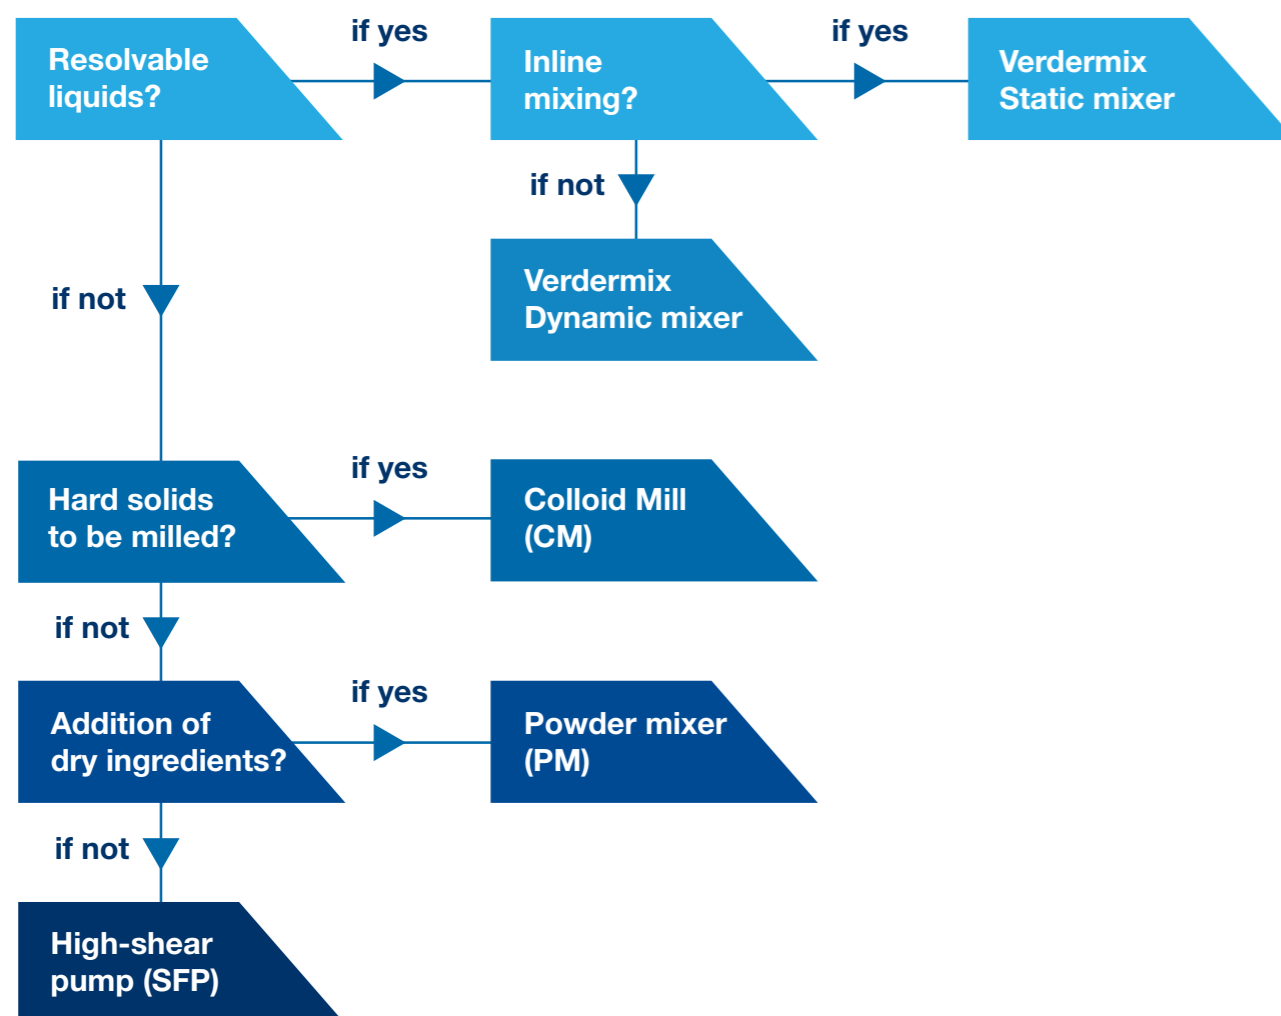 Resolvable
liquids?
if yes
Inline
mixing?
if yes
Verdermix
Static mixer
if not
Verdermix
Dynamic mixer
if not
Hard solids
to be milled?
if yes
Colloid Mill
(CM)
if not
Addition of
dry ingredients?
if yes
Powder mixer
(PM)
if not
High-shear
pump (SFP)